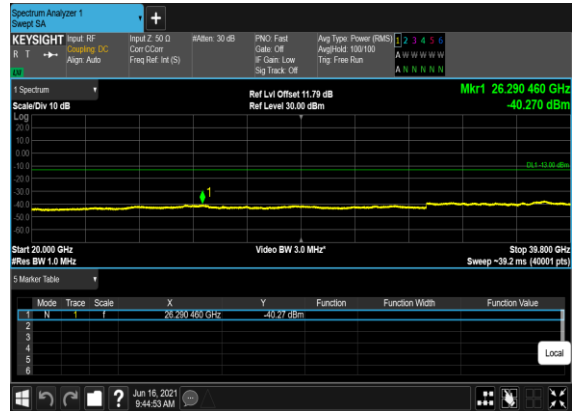 Spectrum Analyzer 1
Swept SA
+
KEYSIGHT Input: RF Input Z: 50 Ω #Atten: 30 dB PNO: Fast Avg Type: Power (RMS) 1 2 3 4 5 6
R T Coupling: DC Corr CCorr Gate: Off Avg|Hold: 100/100 A W W W W W
Align: Auto Freq Ref: Int (S) IF Gain: Low Trig: Free Run
Sig Track: Off A N N N N N
1 Spectrum Ref Lvl Offset 11.79 dB Mkr1 26.290 460 GHz
Scale/Div 10 dB Ref Level 30.00 dBm -40.270 dBm
Log
20.0
10.0
0.00
-10.0 DL1 -13.00 dBm
-20.0
-30.0
1
-40.0
-50.0
-60.0
Start 20.000 GHz Video BW 3.0 MHz* Stop 39.800 GHz
#Res BW 1.0 MHz Sweep ~39.2 ms (40001 pts)
5 Marker Table
Mode Trace Scale X Y Function Function Width Function Value
1 N 1 f 26.290 460 GHz -40.27 dBm
2
3
4
5
6
Local
? Jun 16, 2021
9:44:53 AM